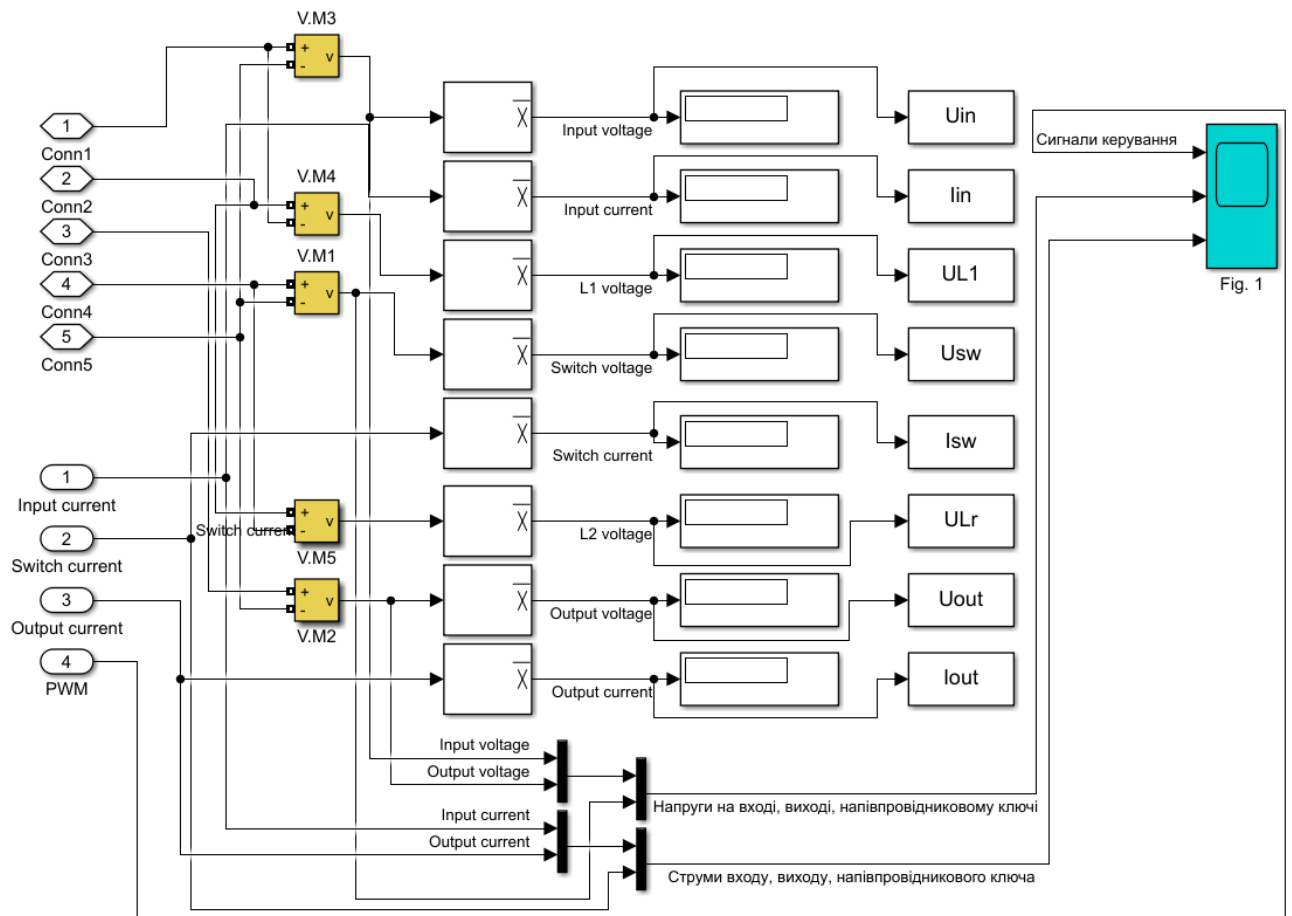 V.M3
+
-
v
1
Conn1
2
Conn2
3
Conn3
4
Conn4
5
Conn5
V.M4
+
-
v
V.M1
+
-
v
X
Input voltage
Uin
X
Input current
Iin
X
L1 voltage
UL1
X
Switch voltage
Usw
X
Switch current
Isw
Сигнали керування
Fig. 1
1
Input current
2
Switch current
3
Output current
4
PWM
Switch current
+
-
v
V.M5
+
-
v
V.M2
X
L2 voltage
ULr
X
Output voltage
Uout
X
Output current
Iout
Input voltage
Output voltage
Напруги на вході, виході, напівпровідниковому ключі
Input current
Output current
Струми входу, виходу, напівпровідникового ключа